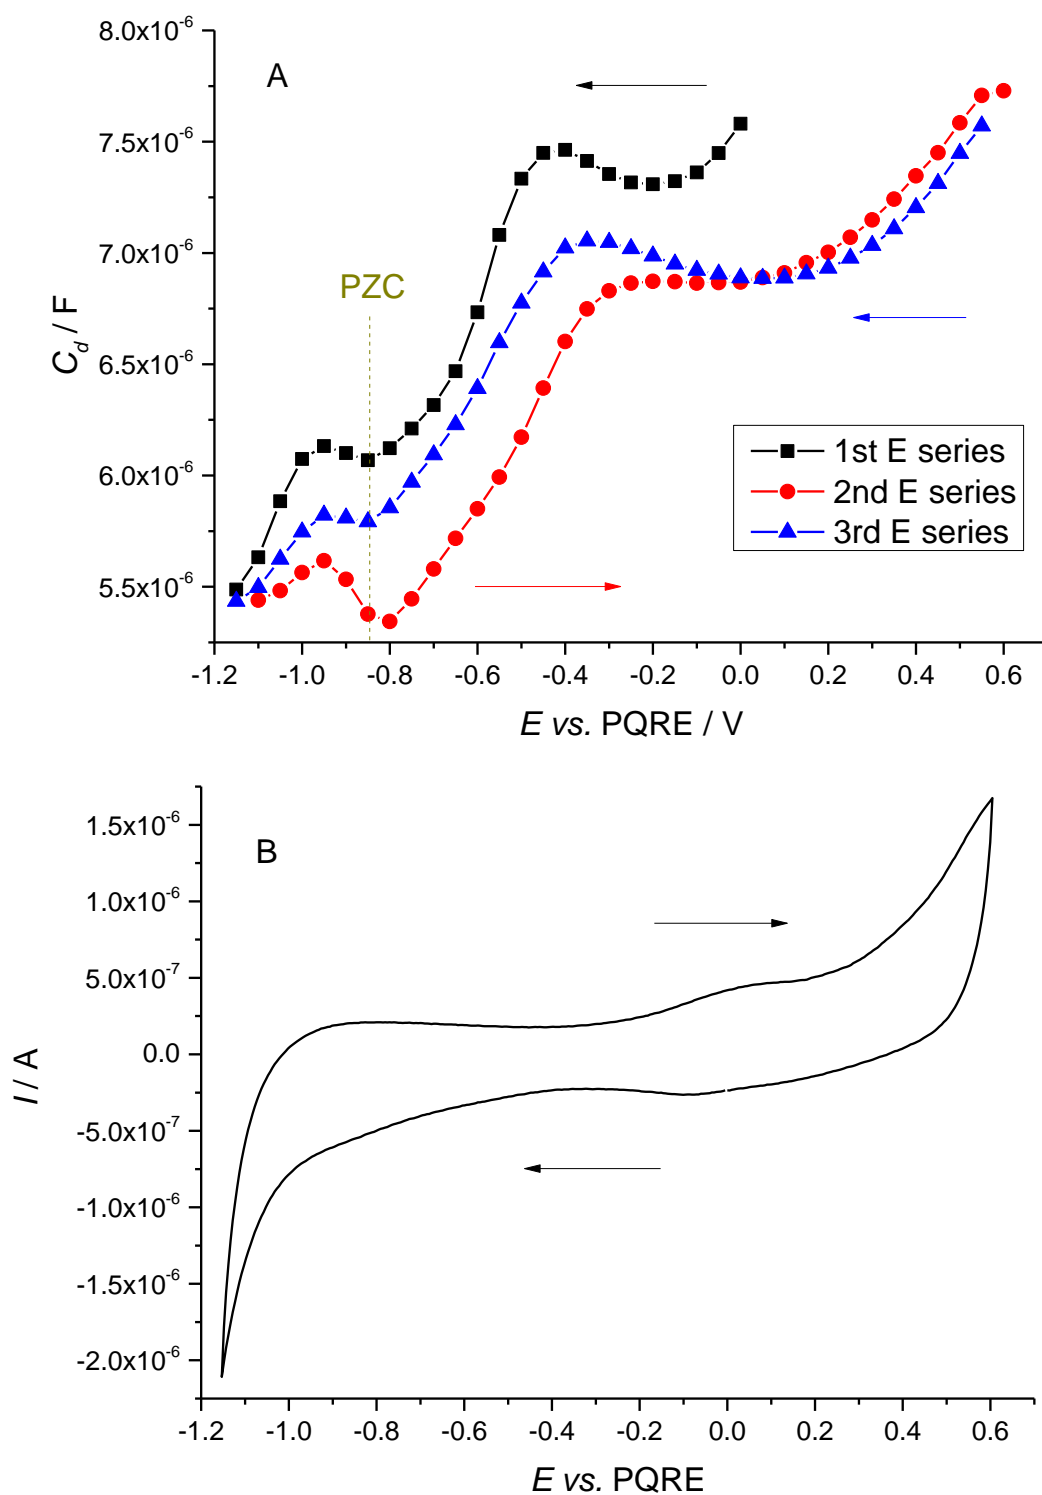 A
8.0x10⁻⁶
7.5x10⁻⁶
7.0x10⁻⁶
6.5x10⁻⁶
6.0x10⁻⁶
5.5x10⁻⁶
C_d / F
PZC
1st E series
2nd E series
3rd E series
-1.2 -1.0 -0.8 -0.6 -0.4 -0.2 0.0 0.2 0.4 0.6
E vs. PQRE / V
B
1.5x10⁻⁶
1.0x10⁻⁶
5.0x10⁻⁷
0.0
-5.0x10⁻⁷
-1.0x10⁻⁶
-1.5x10⁻⁶
-2.0x10⁻⁶
I / A
-1.2 -1.0 -0.8 -0.6 -0.4 -0.2 0.0 0.2 0.4 0.6
E vs. PQRE